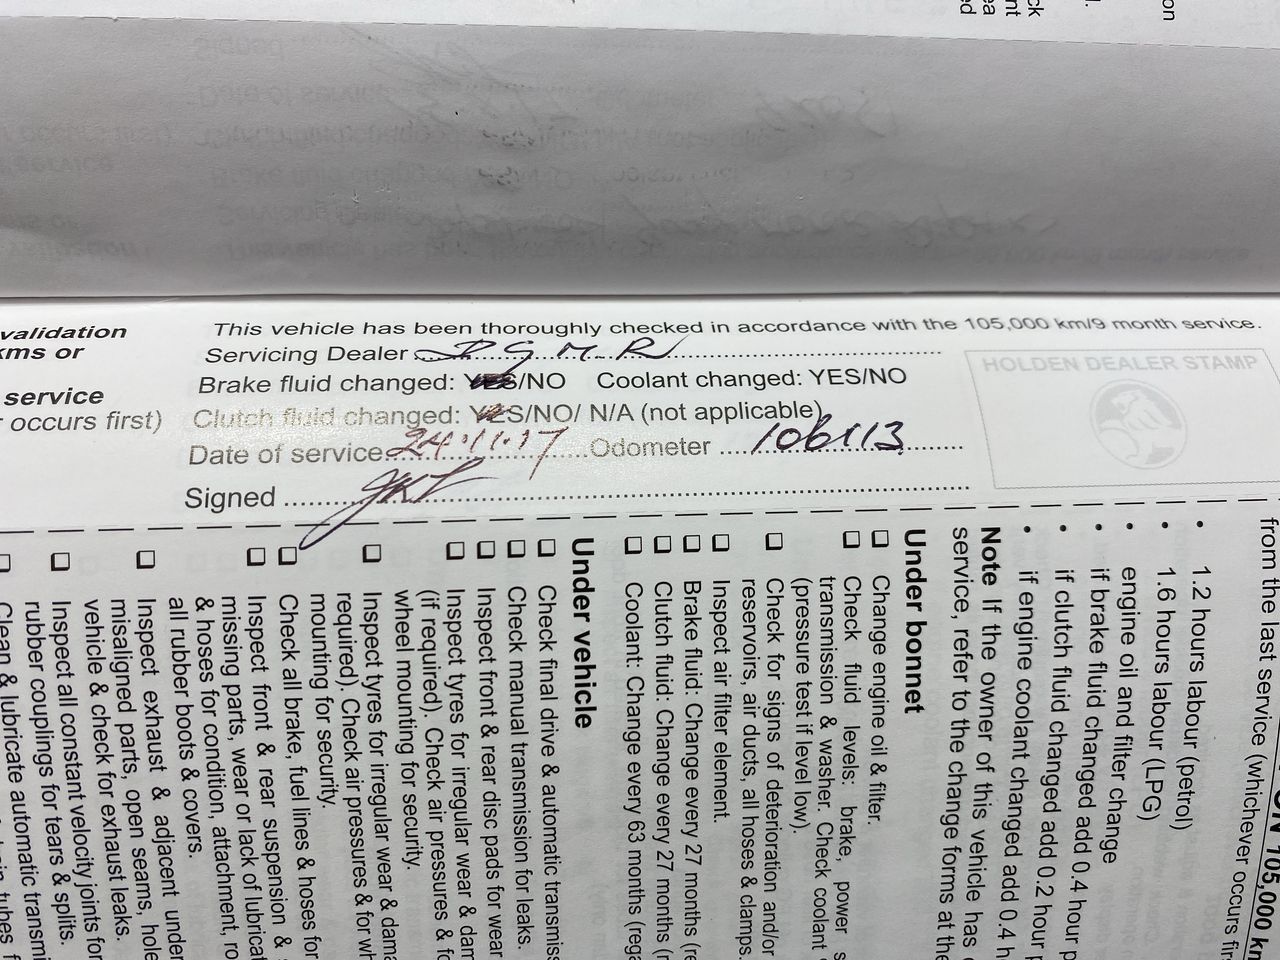 validation
kms or
service
occurs first)
This vehicle has been thoroughly checked in accordance with the 105,000 km/9 month service.
Servicing Dealer DGMR
Brake fluid changed: YES/NO Coolant changed: YES/NO
Clutch fluid changed: YES/NO/ N/A (not applicable)
Date of service 24.11.17 Odometer 106113
Signed
HOLDEN DEALER STAMP
105,000 km
from the last service (whichever occurs
• 1.2 hours labour (petrol)
• 1.6 hours labour (LPG)
• engine oil and filter change
• if brake fluid changed add 0.4 hour
• if clutch fluid changed add 0.2 hour
• if engine coolant changed add 0.4
Note If the owner of this vehicle has
service, refer to the change forms at the
Under bonnet
❑ Change engine oil & filter.
❑ Check fluid levels: brake, power
transmission & washer. Check coolant
(pressure test if level low).
❑ Check for signs of deterioration and/or
reservoirs, air ducts, all hoses & clamps.
❑ Inspect air filter element.
❑ Brake fluid: Change every 27 months
❑ Clutch fluid: Change every 27 months
❑ Coolant: Change every 63 months
Under vehicle
❑ Check final drive & automatic
❑ Check manual transmission for leaks.
❑ Inspect front & rear disc pads for wear
❑ Inspect tyres for irregular wear &
(if required). Check air pressures &
wheel mounting for security.
❑ Inspect tyres for irregular wear &
required). Check air pressures & for
mounting for security.
❑ Check all brake, fuel lines & hoses for
❑ Inspect front & rear suspension &
missing parts, wear or lack of
& hoses for condition, attachment,
all rubber boots & covers.
❑ Inspect exhaust & adjacent
misaligned parts, open seams,
vehicle & check for exhaust leaks.
❑ Inspect all constant velocity joints for
rubber couplings for tears & splits.
❑ Clean & lubricate automatic